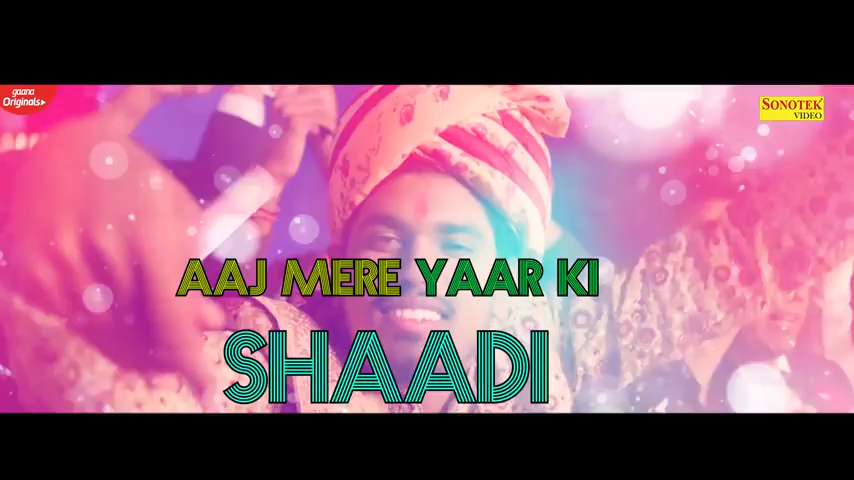 gaana
Originals
SONOTEK
VIDEO
AAJ MERE YAAR KI
SHAADI